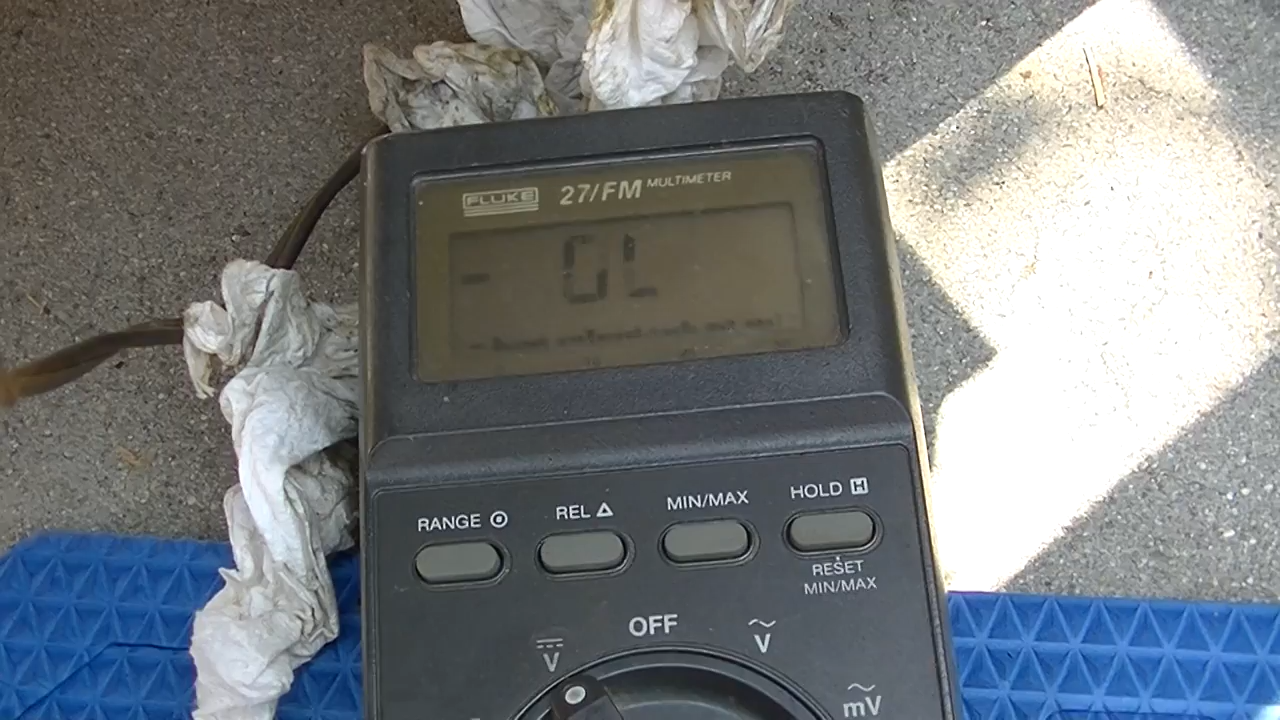 FLUKE 27/FM MULTIMETER
- OL
RANGE
REL △
MIN/MAX
HOLD H
RESET
MIN/MAX
OFF
V
V
mV